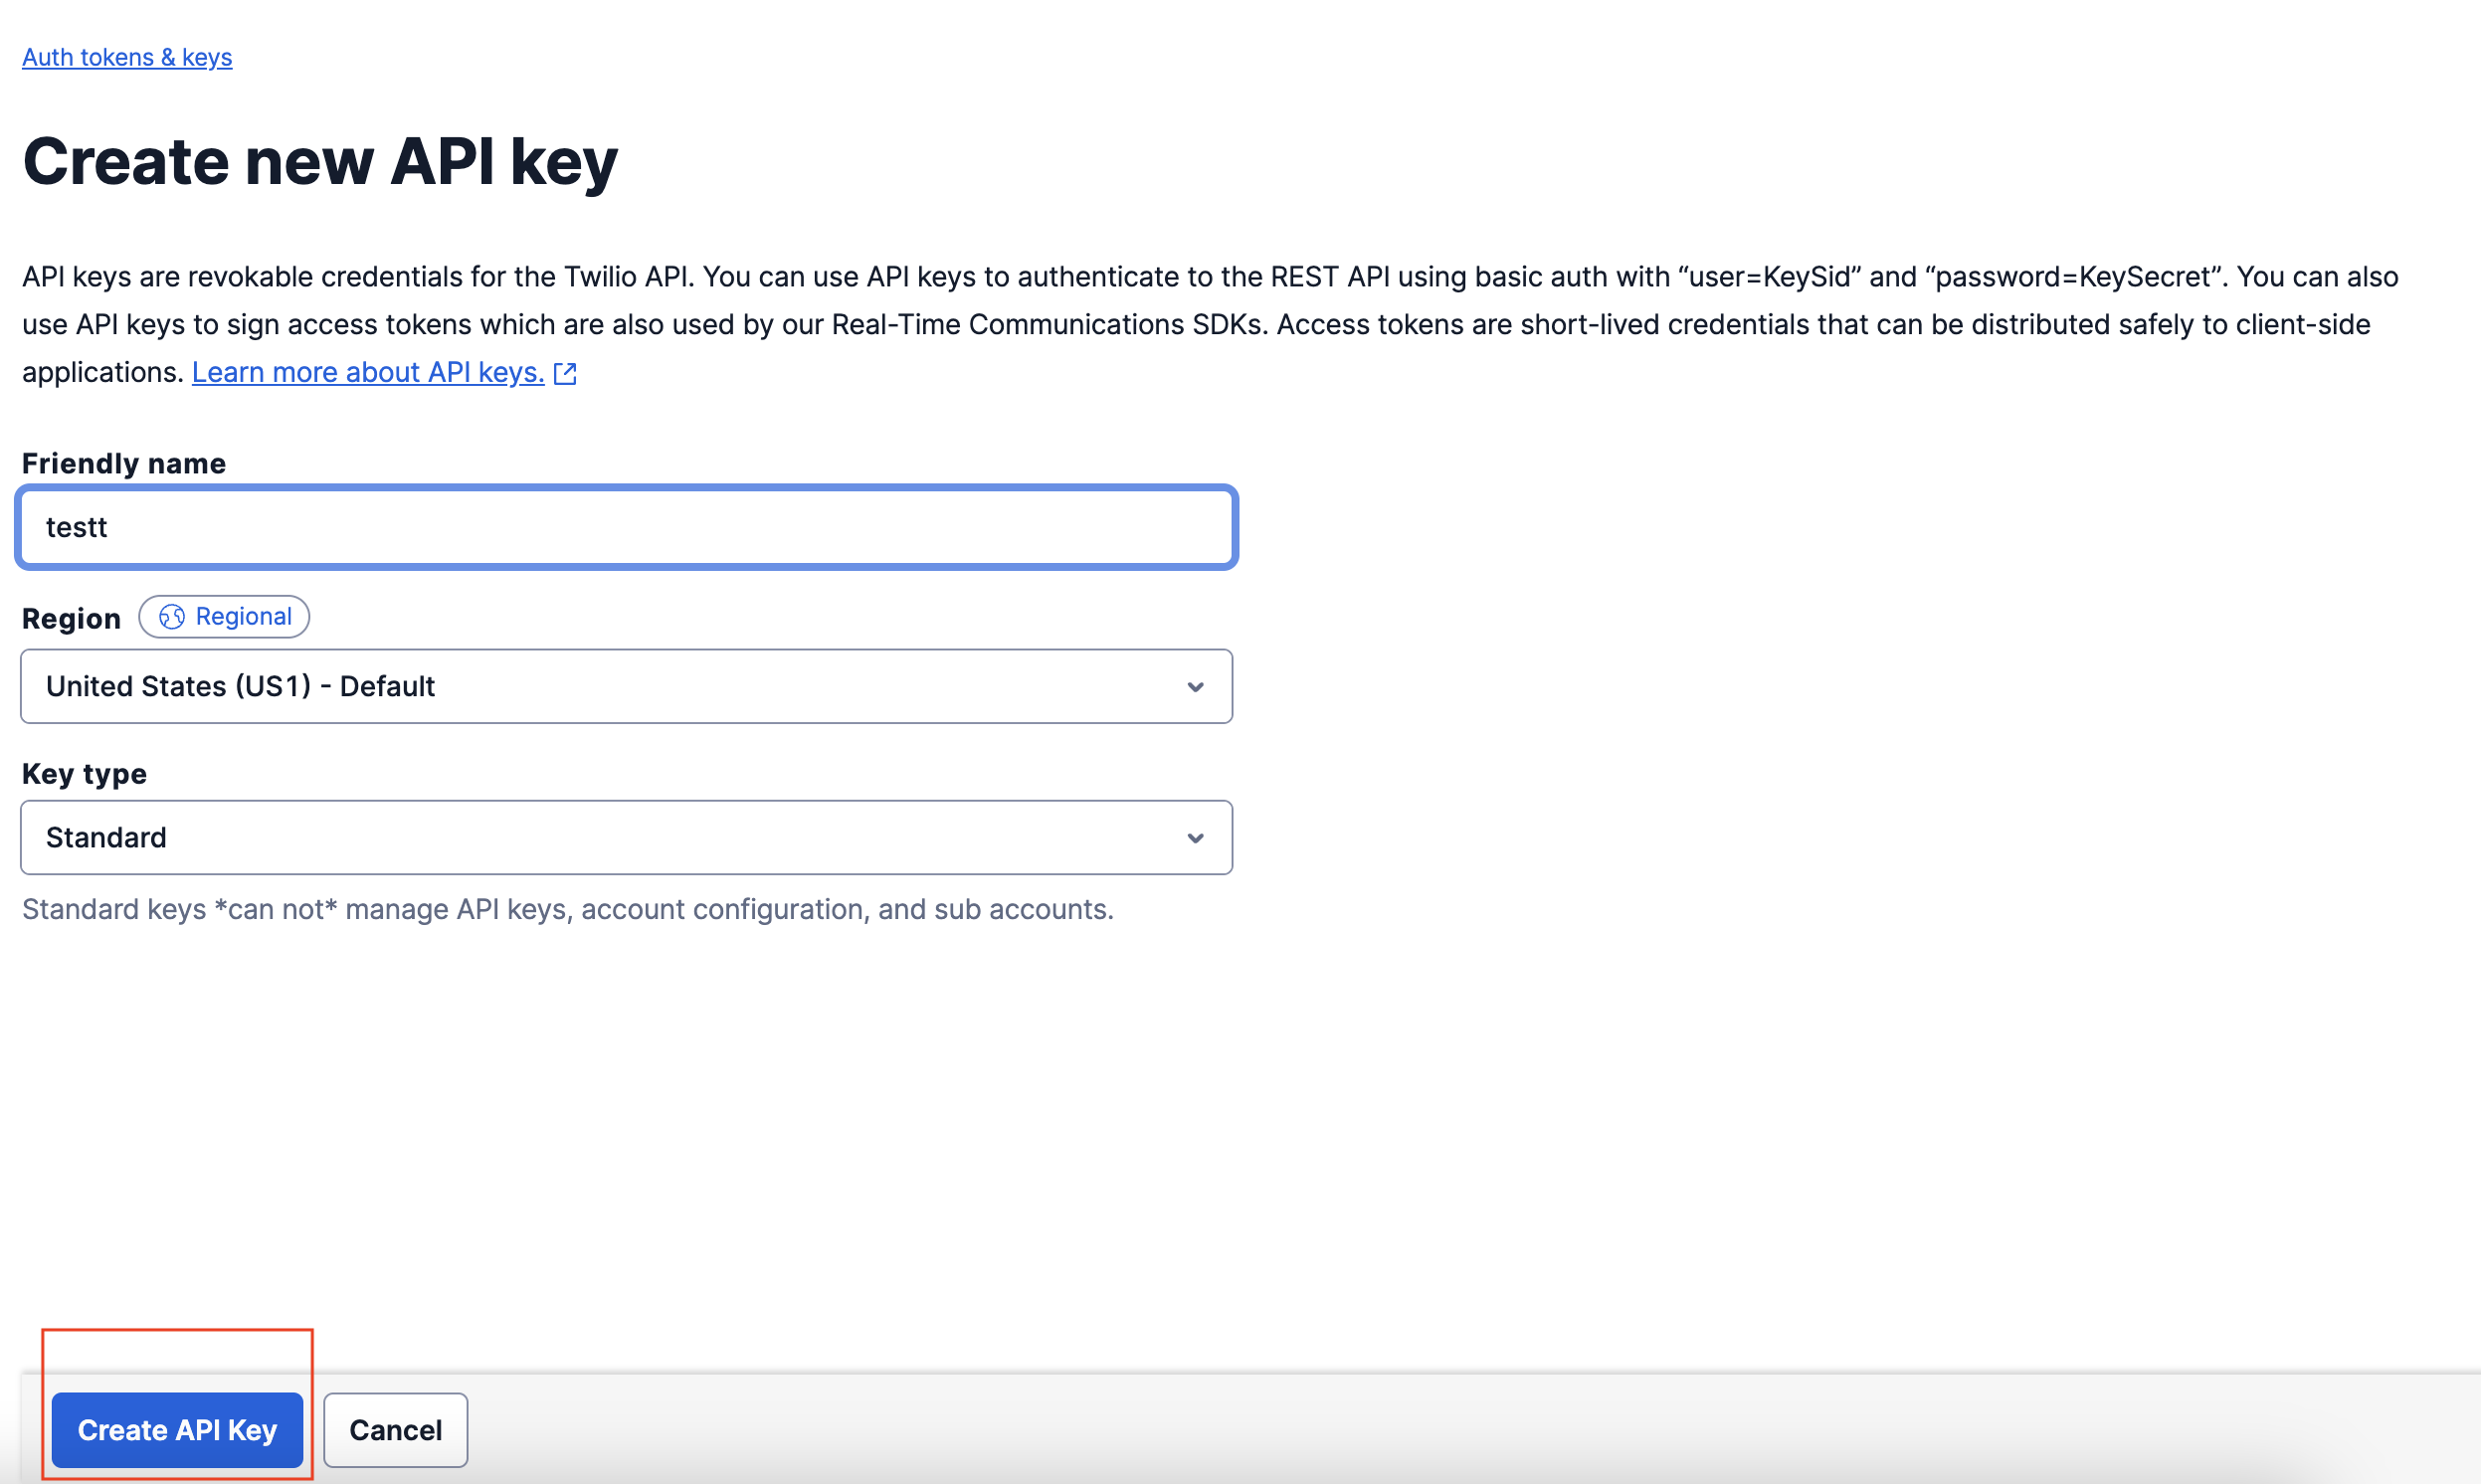 Auth tokens & keys
Create new API key
API keys are revokable credentials for the Twilio API. You can use API keys to authenticate to the REST API using basic auth with “user=KeySid” and “password=KeySecret”. You can also
use API keys to sign access tokens which are also used by our Real-Time Communications SDKs. Access tokens are short-lived credentials that can be distributed safely to client-side
applications. Learn more about API keys.
Friendly name
testt
Region Regional
United States (US1) - Default
Key type
Standard
Standard keys *can not* manage API keys, account configuration, and sub accounts.
Create API Key Cancel